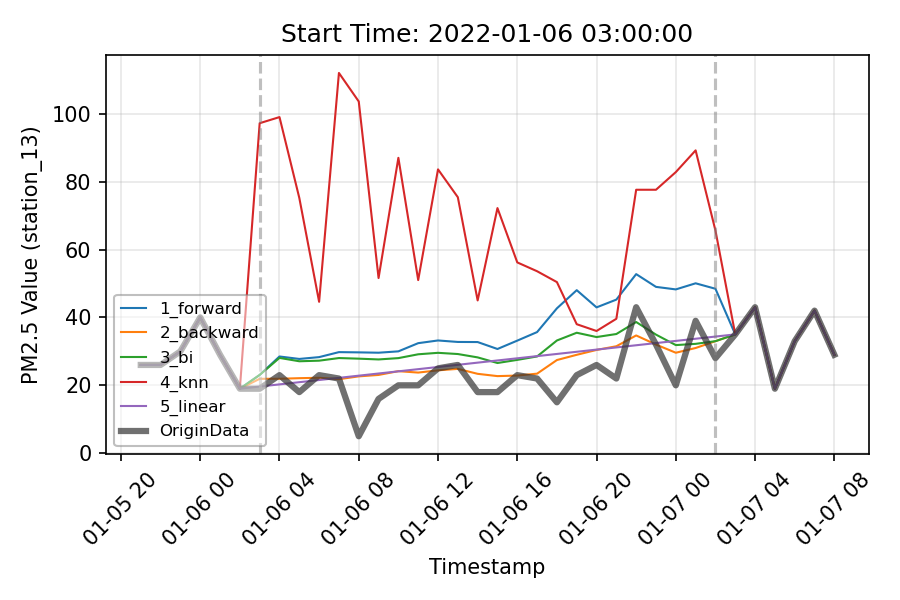 Start Time: 2022-01-06 03:00:00
PM2.5 Value (station_13)
100
80
60
40
20
0
1_forward
2_backward
3_bi
4_knn
5_linear
OriginData
01-05 20
01-06 00
01-06 04
01-06 08
01-06 12
01-06 16
01-06 20
01-07 00
01-07 04
01-07 08
Timestamp